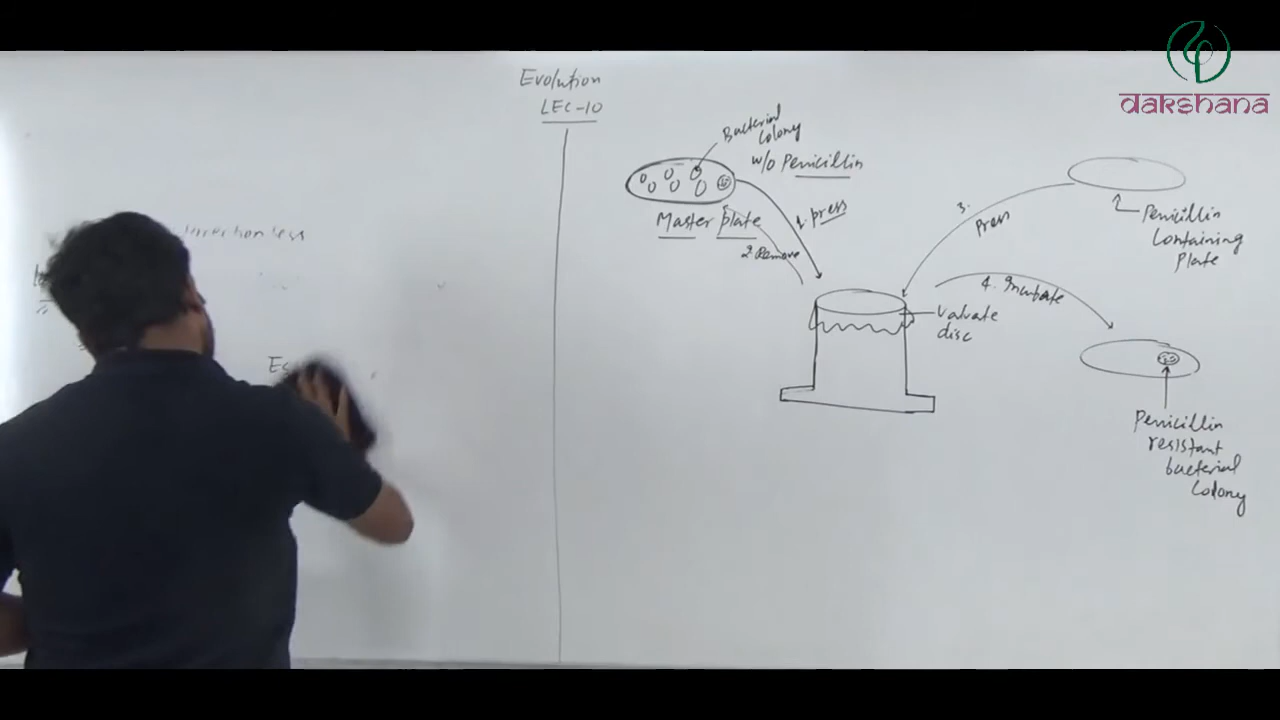 Evolution
LEC-10
dakshana
Bacterial
Colony
w/o Penicillin
Master plate
1. press
2. Remove
3.
Press
Penicillin
Containing
Plate
4. Incubate
Valvate
disc
Penicillin
resistant
bacterial
Colony